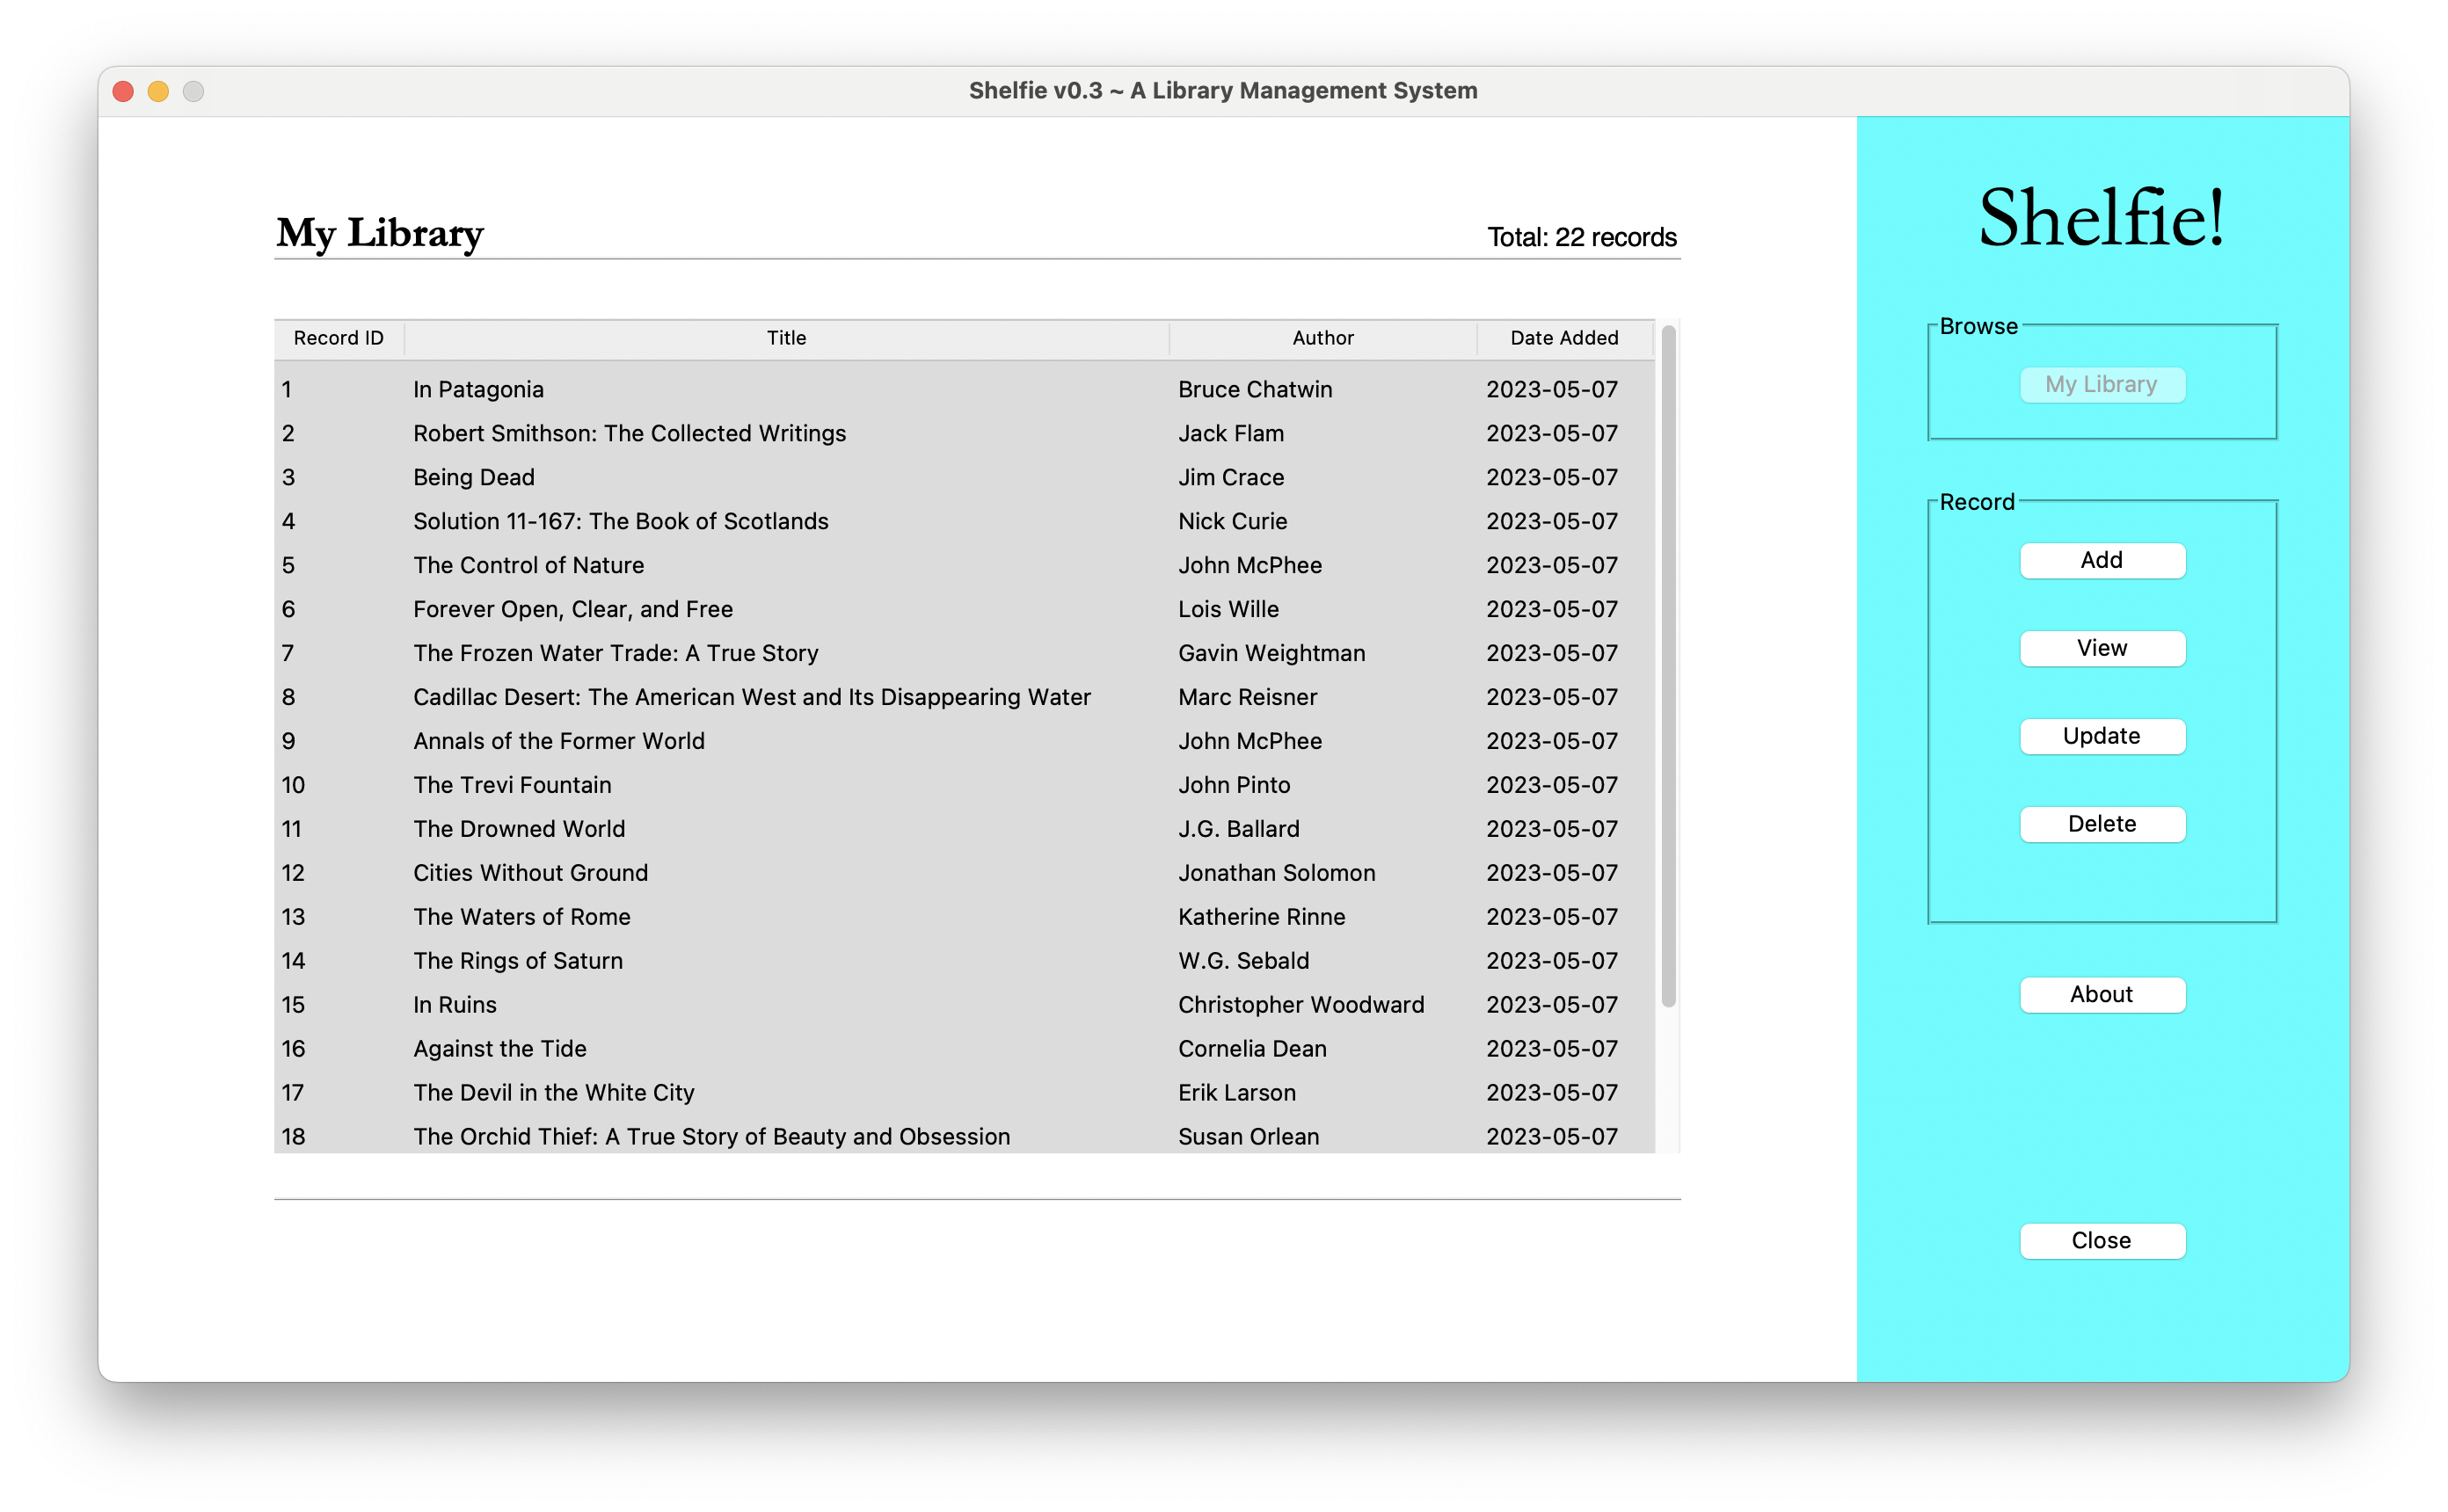 Shelfie v0.3 ~ A Library Management System
My Library
Total: 22 records
Record ID Title Author Date Added
1 In Patagonia Bruce Chatwin 2023-05-07
2 Robert Smithson: The Collected Writings Jack Flam 2023-05-07
3 Being Dead Jim Crace 2023-05-07
4 Solution 11-167: The Book of Scotlands Nick Curie 2023-05-07
5 The Control of Nature John McPhee 2023-05-07
6 Forever Open, Clear, and Free Lois Wille 2023-05-07
7 The Frozen Water Trade: A True Story Gavin Weightman 2023-05-07
8 Cadillac Desert: The American West and Its Disappearing Water Marc Reisner 2023-05-07
9 Annals of the Former World John McPhee 2023-05-07
10 The Trevi Fountain John Pinto 2023-05-07
11 The Drowned World J.G. Ballard 2023-05-07
12 Cities Without Ground Jonathan Solomon 2023-05-07
13 The Waters of Rome Katherine Rinne 2023-05-07
14 The Rings of Saturn W.G. Sebald 2023-05-07
15 In Ruins Christopher Woodward 2023-05-07
16 Against the Tide Cornelia Dean 2023-05-07
17 The Devil in the White City Erik Larson 2023-05-07
18 The Orchid Thief: A True Story of Beauty and Obsession Susan Orlean 2023-05-07
Shelfie!
Browse
My Library
Record
Add
View
Update
Delete
About
Close